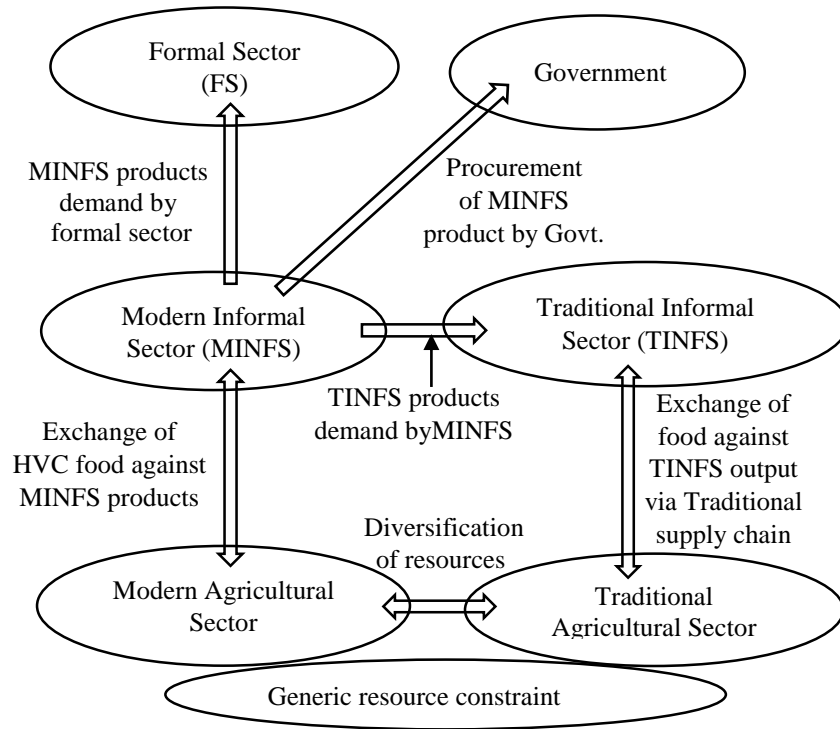 Formal Sector
(FS)
Government
MINFS products
demand by
formal sector
Procurement
of MINFS
product by Govt.
Modern Informal
Sector (MINFS)
Traditional Informal
Sector (TINFS)
TINFS products
demand byMINFS
Exchange of
HVC food against
MINFS products
Exchange of
food against
TINFS output
via Traditional
supply chain
Diversification
of resources
Modern Agricultural
Sector
Traditional
Agricultural Sector
Generic resource constraint